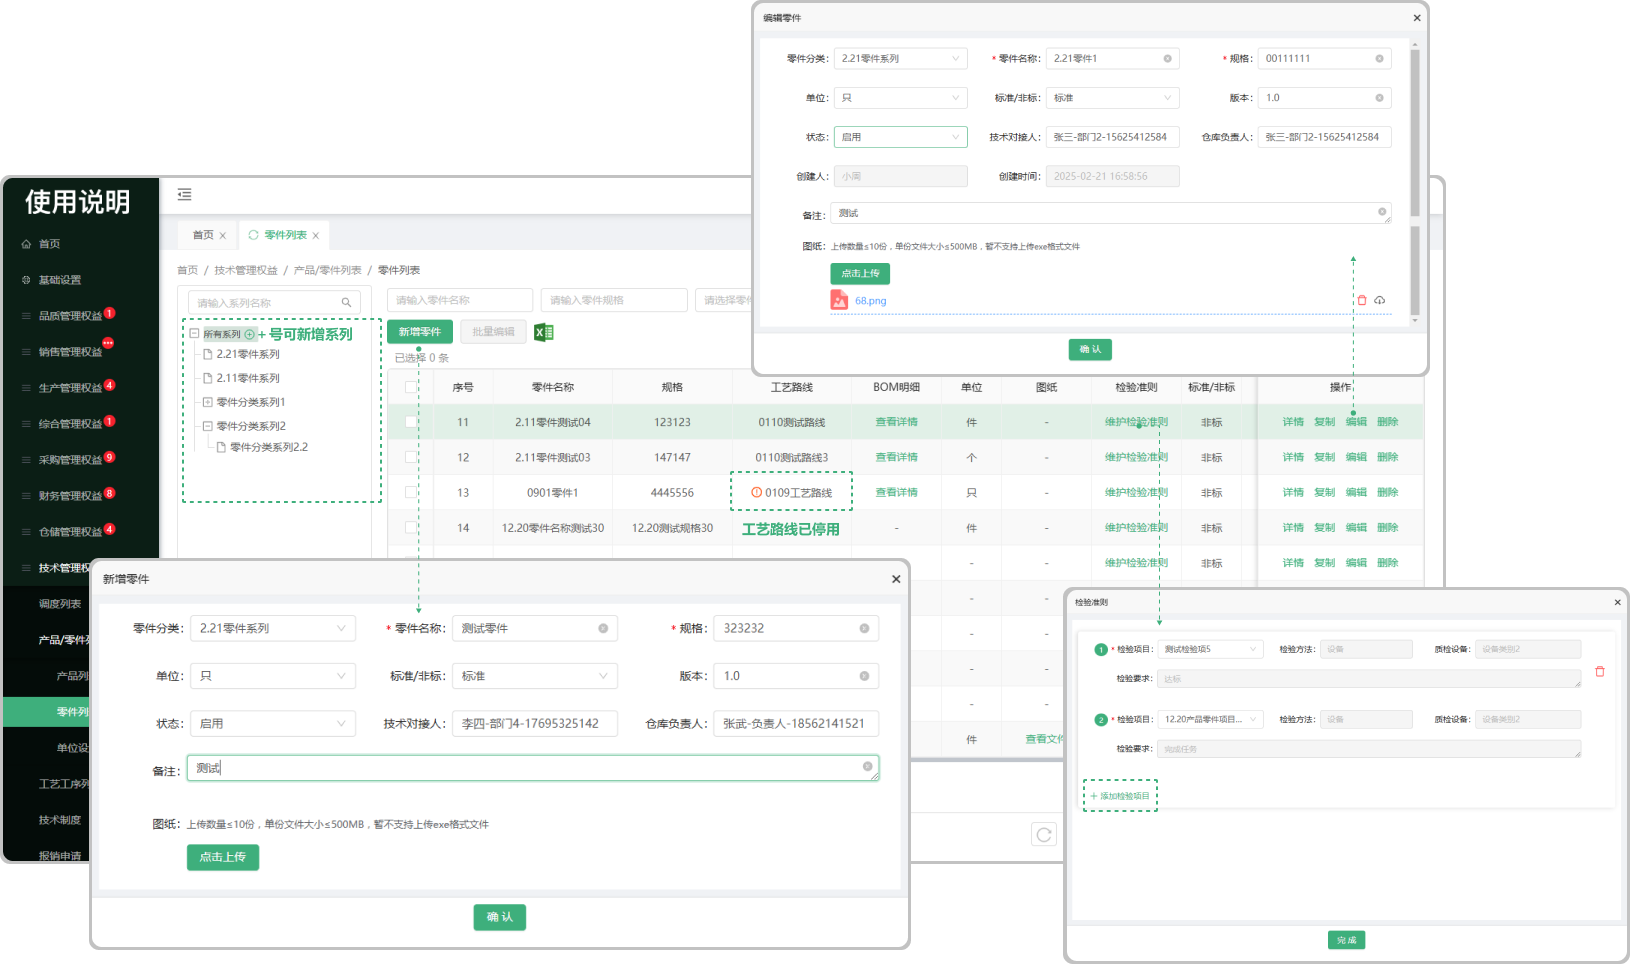 编辑零件
零件分类： 2.21零件系列 * 零件名称： 2.21零件1 * 规格： 00111111
单位： 只 标准/非标： 标准 版本： 1.0
状态： 启用 技术对接人： 张三-部门2-15625412584 仓库负责人： 张三-部门2-15625412584
创建人： 小周 创建时间： 2025-02-21 16:58:56
备注： 测试
图纸： 上传数量≤10份，单份文件大小≤500MB，暂不支持上传exe格式文件
点击上传
68.png
确 认
使用说明
首页
基础设置
品质管理权益 1
销售管理权益
生产管理权益 4
综合管理权益 1
采购管理权益 9
财务管理权益 8
仓储管理权益 4
技术管理权
调度列表
产品/零件列
产品列
零件列
单位设
工艺工序列
技术制度
报销申请
首页 零件列表
首页 / 技术管理权益 / 产品/零件列表 / 零件列表
请输入系列名称
所有系列 + 号可新增系列
2.21零件系列
2.11零件系列
零件分类系列1
零件分类系列2
零件分类系列2.2
请输入零件名称 请输入零件规格 请选择零件
新增零件 批量编辑
已选择 0 条
序号 零件名称 规格 工艺路线 BOM明细 单位 图纸 检验准则 标准/非标 操作
11 2.11零件测试04 123123 0110测试路线 查看详情 件 - 维护检验准则 非标 详情 复制 编辑 删除
12 2.11零件测试03 147147 0110测试路线3 查看详情 个 - 维护检验准则 非标 详情 复制 编辑 删除
13 0901零件1 4445556 0109工艺路线 查看详情 只 - 维护检验准则 非标 详情 复制 编辑 删除
14 12.20零件名称测试30 12.20测试规格30 - 件 - 维护检验准则 非标 详情 复制 编辑 删除
工艺路线已停用
- - 维护检验准则 非标 详情 复制 编辑 删除
- -
- -
- -
- -
件 查看文件
新增零件
零件分类： 2.21零件系列 * 零件名称： 测试零件 * 规格： 323232
单位： 只 标准/非标： 标准 版本： 1.0
状态： 启用 技术对接人： 李四-部门4-17695325142 仓库负责人： 张武-负责人-18562141521
备注： 测试
图纸： 上传数量≤10份，单份文件大小≤500MB，暂不支持上传exe格式文件
点击上传
确 认
检验准则
1 * 检验项目： 测试检验项5 检验方法： 设备 质检设备： 设备类别2
检验要求： 达标
2 * 检验项目： 12.20产品零件项目... 检验方法： 设备 质检设备： 设备类别2
检验要求： 完成任务
+ 添加检验项目
完 成